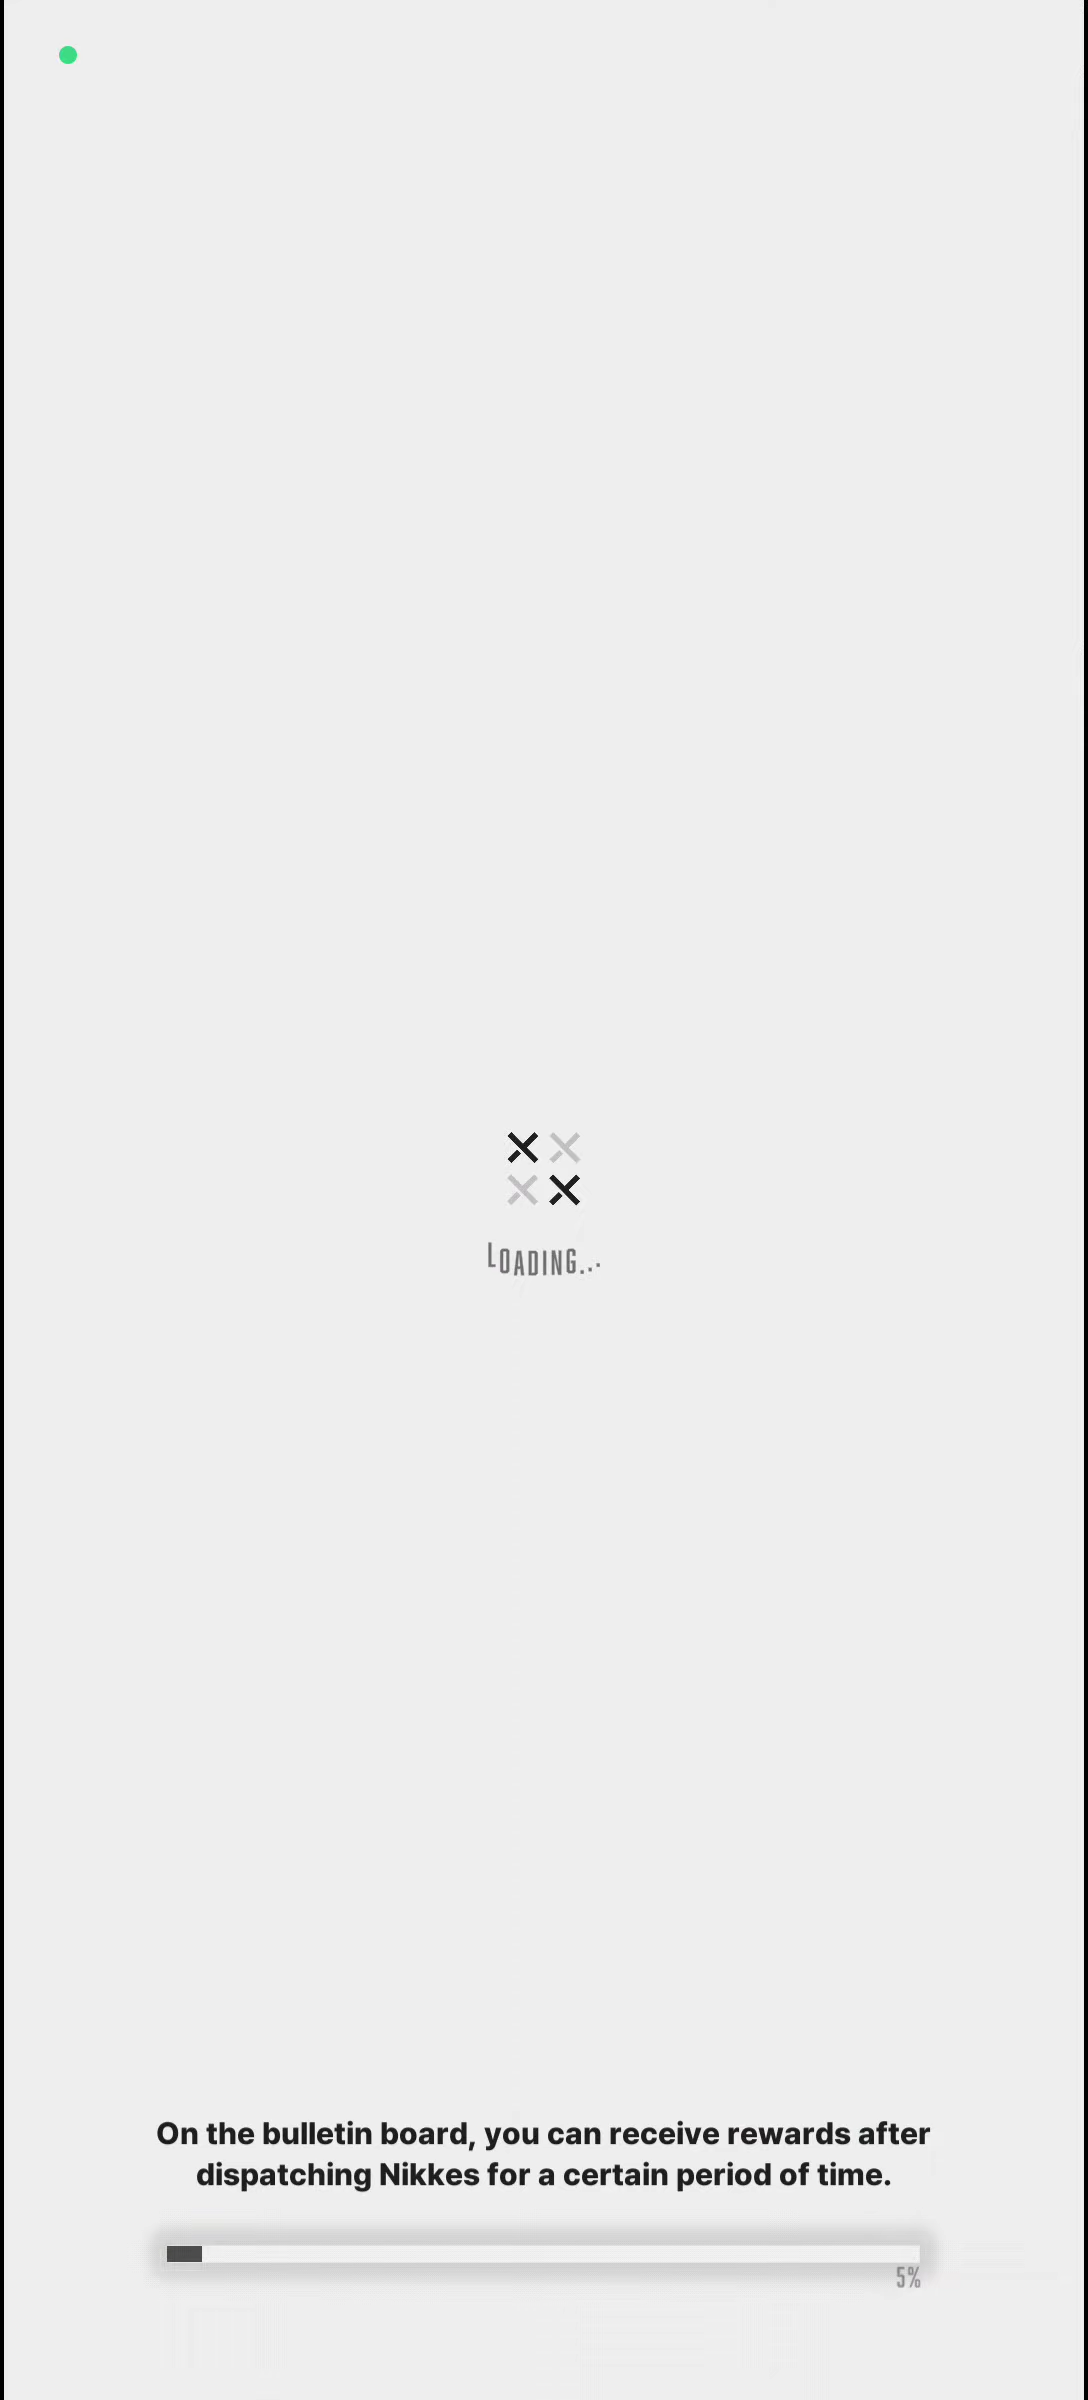 LOADING...
On the bulletin board, you can receive rewards after
dispatching Nikkes for a certain period of time.
5%